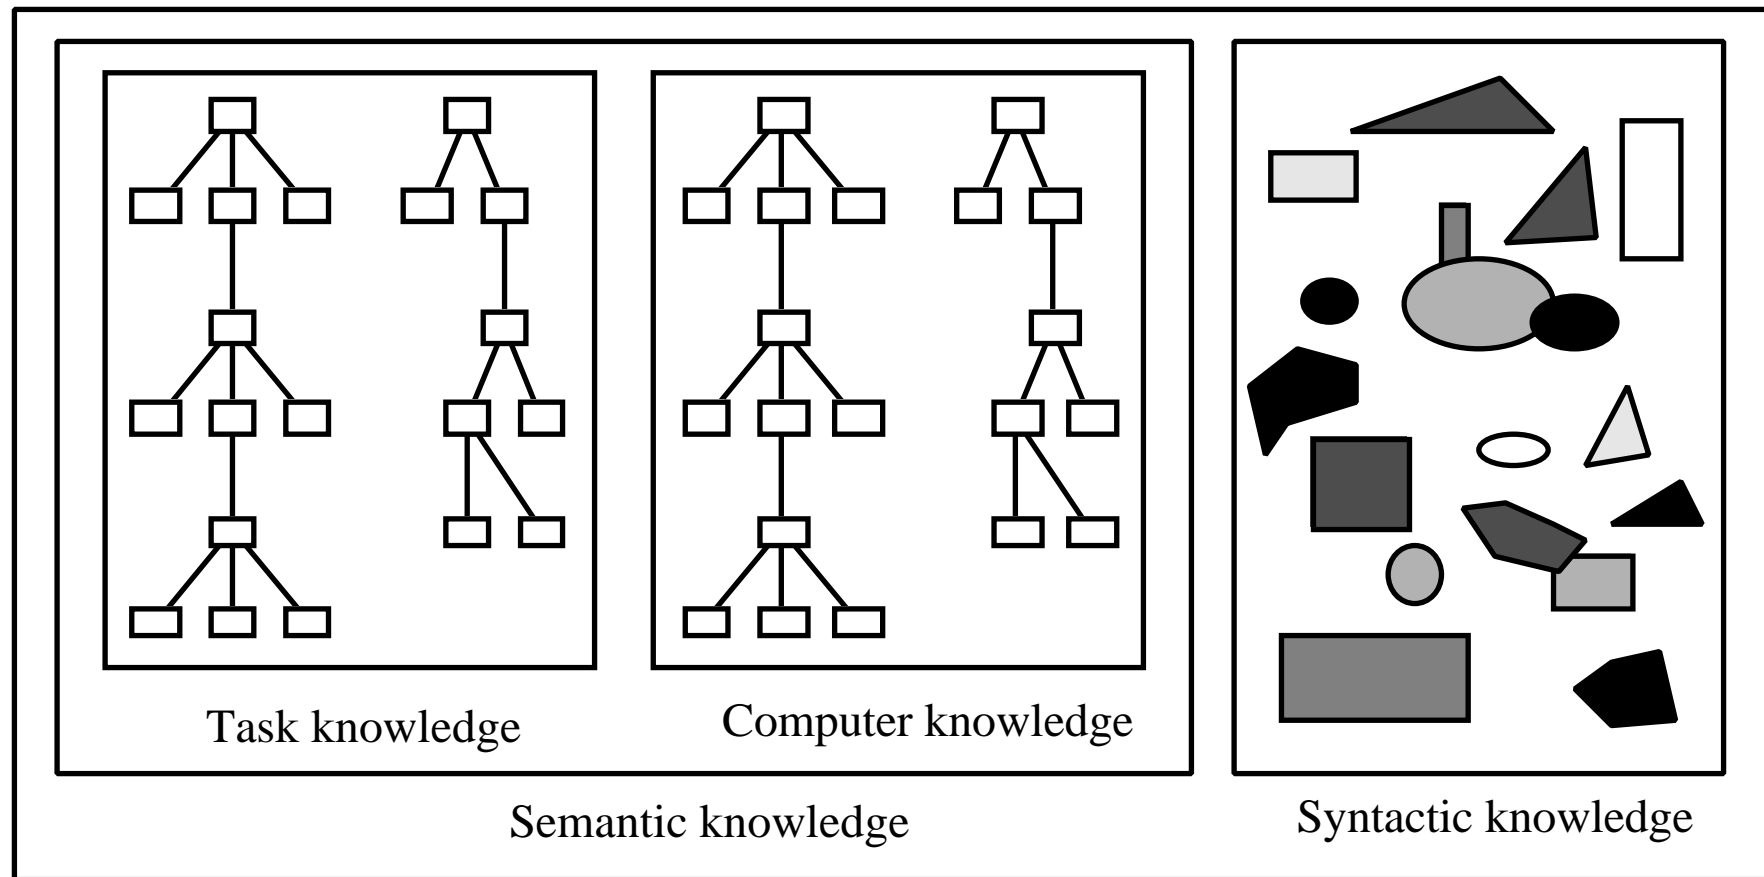 Task knowledge
Computer knowledge
Semantic knowledge
Syntactic knowledge